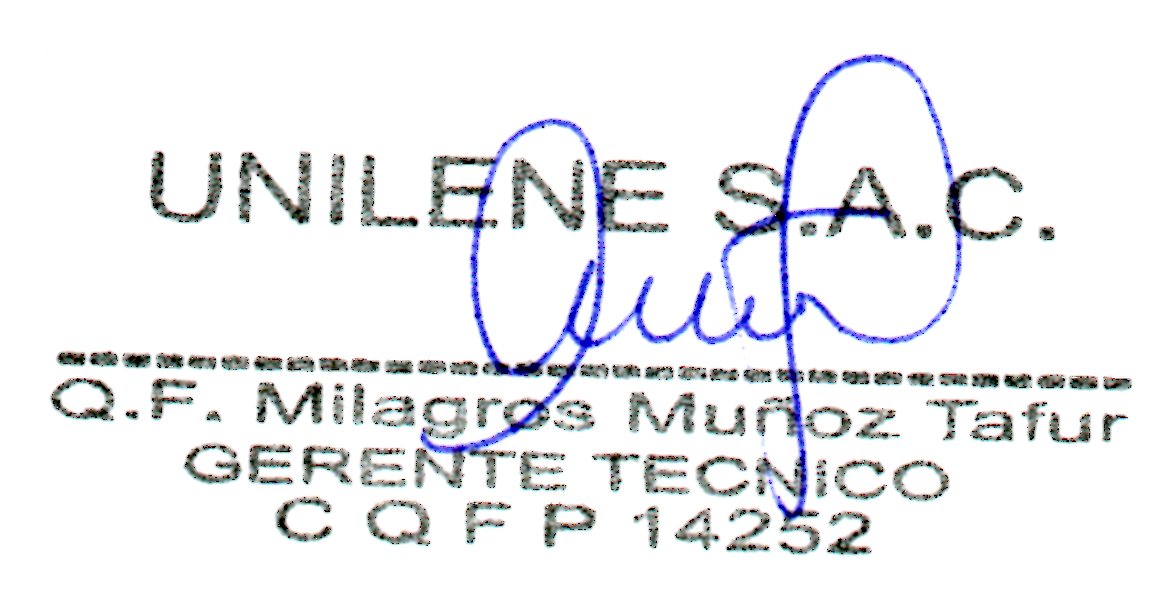 UNILENE S.A.C.
Q.F. Milagros Muñoz Tafur
GERENTE TECNICO
C Q F P 14252